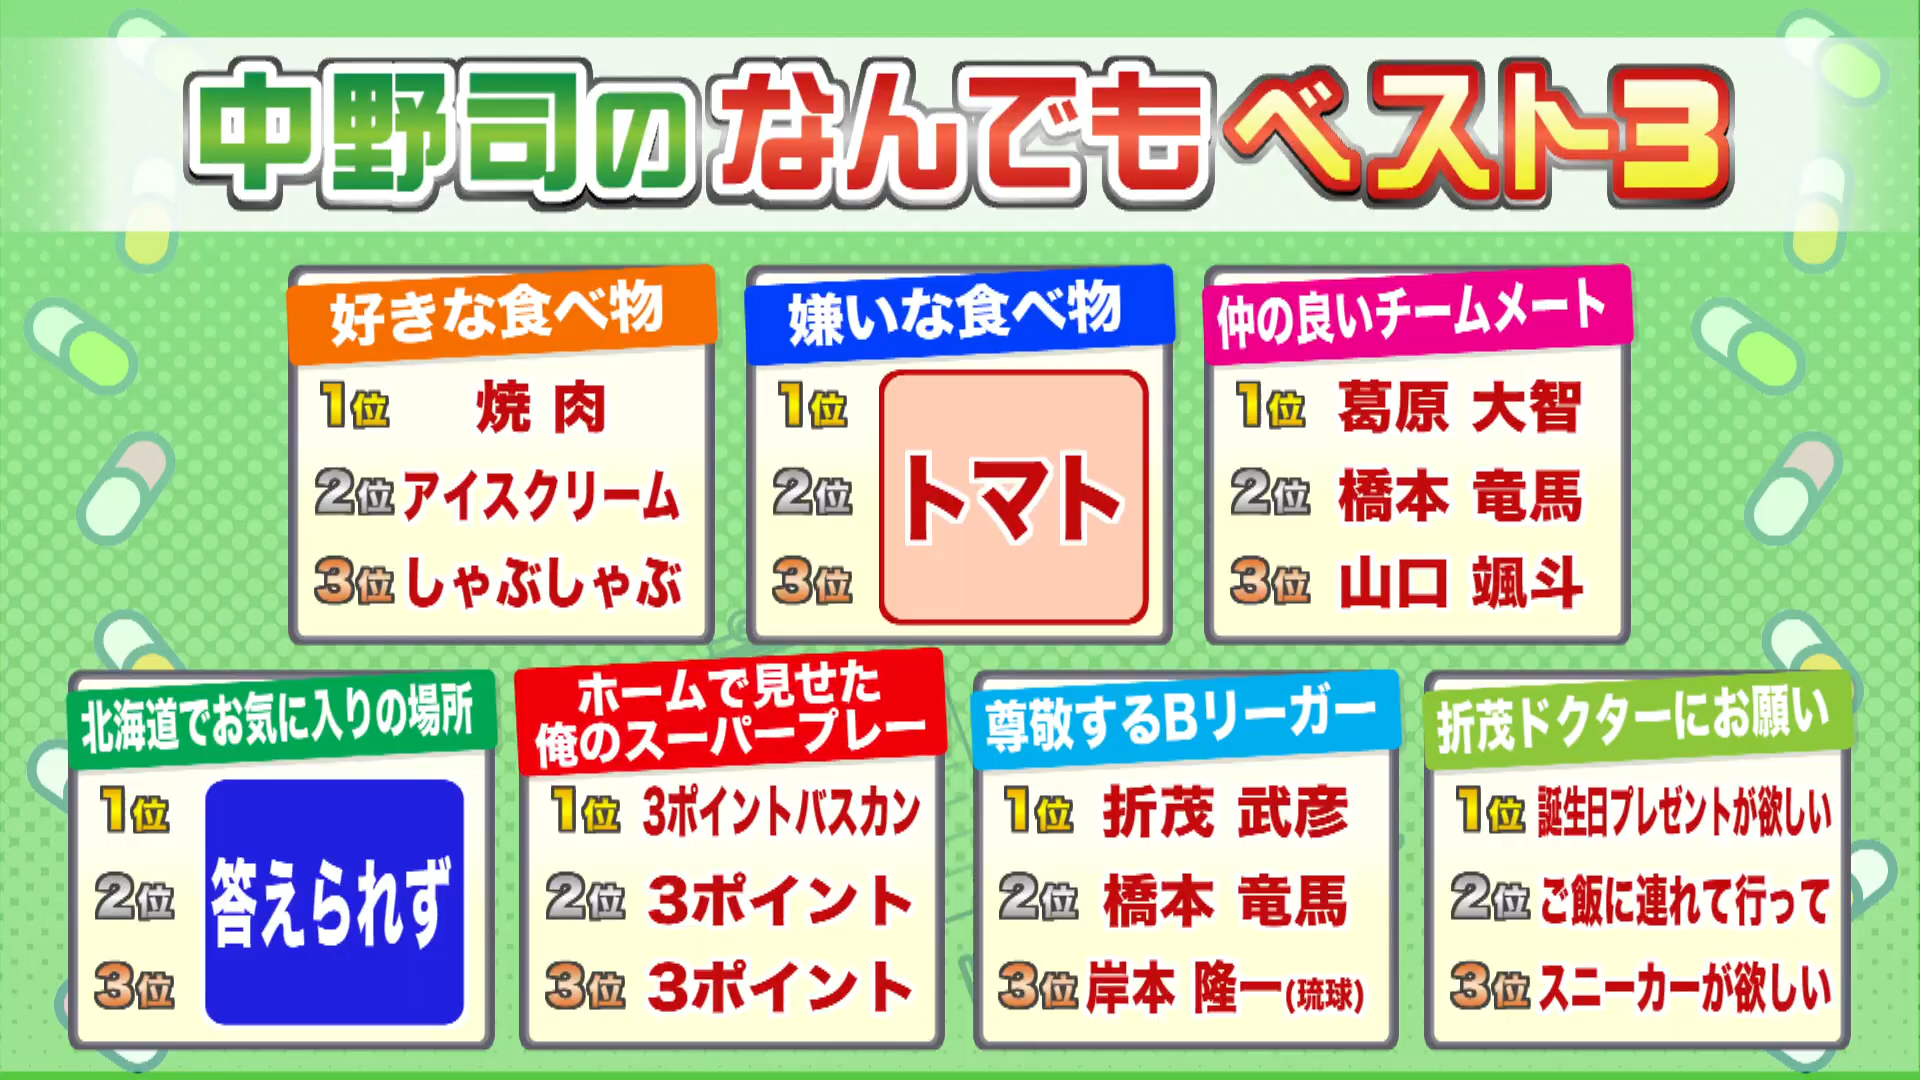 中野司のなんでもベスト3
好きな食べ物
1位 焼肉
2位 アイスクリーム
3位 しゃぶしゃぶ
嫌いな食べ物
1位
2位
3位
トマト
仲の良いチームメート
1位 葛原 大智
2位 橋本 竜馬
3位 山口 颯斗
北海道でお気に入りの場所
1位
2位
3位
答えられず
ホームで見せた
俺のスーパープレー
1位 3ポイントバスカン
2位 3ポイント
3位 3ポイント
尊敬するBリーガー
1位 折茂 武彦
2位 橋本 竜馬
3位 岸本 隆一(琉球)
折茂ドクターにお願い
1位 誕生日プレゼントが欲しい
2位 ご飯に連れて行って
3位 スニーカーが欲しい